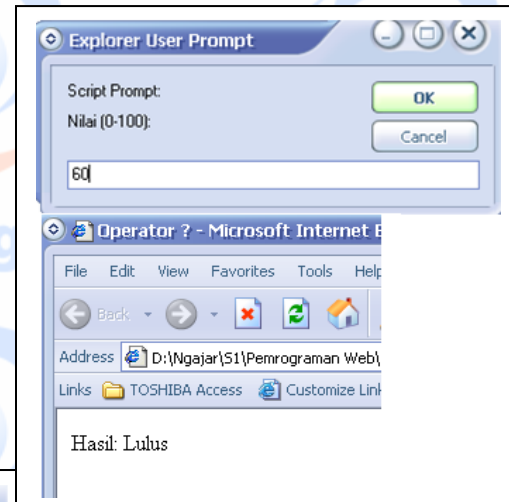 Explorer User Prompt
Script Prompt:
OK
Nilai (0-100):
Cancel
60
Operator ? - Microsoft Internet
File Edit View Favorites Tools Help
Back
Address D:\Ngajar\S1\Pemrograman Web\
Links TOSHIBA Access Customize
Hasil: Lulus